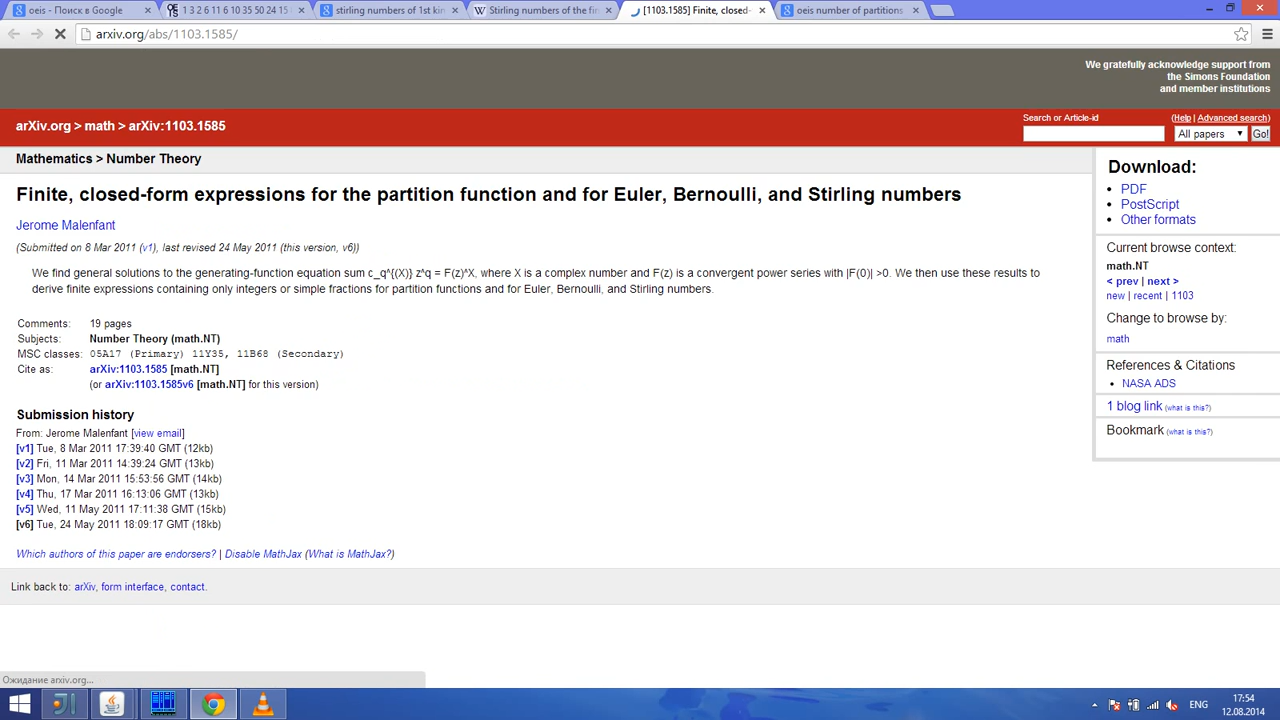 oeis - Поиск в Google
1 3 2 6 11 6 10 35 50 24 15
stirling numbers of 1st kin
Stirling numbers of the fir
[1103.1585] Finite, closed-
oeis number of partitions
arxiv.org/abs/1103.1585/
We gratefully acknowledge support from
the Simons Foundation
and member institutions
arXiv.org > math > arXiv:1103.1585
Search or Article-id
(Help | Advanced search)
All papers
Go!
Mathematics > Number Theory
Finite, closed-form expressions for the partition function and for Euler, Bernoulli, and Stirling numbers
Jerome Malenfant
(Submitted on 8 Mar 2011 (v1), last revised 24 May 2011 (this version, v6))
We find general solutions to the generating-function equation sum c_q^{(X)} z^q = F(z)^X, where X is a complex number and F(z) is a convergent power series with |F(0)| >0. We then use these results to
derive finite expressions containing only integers or simple fractions for partition functions and for Euler, Bernoulli, and Stirling numbers.
Comments: 19 pages
Subjects: Number Theory (math.NT)
MSC classes: 05A17 (Primary) 11Y35, 11B68 (Secondary)
Cite as: arXiv:1103.1585 [math.NT]
(or arXiv:1103.1585v6 [math.NT] for this version)
Submission history
From: Jerome Malenfant [view email]
[v1] Tue, 8 Mar 2011 17:39:40 GMT (12kb)
[v2] Fri, 11 Mar 2011 14:39:24 GMT (13kb)
[v3] Mon, 14 Mar 2011 15:53:56 GMT (14kb)
[v4] Thu, 17 Mar 2011 16:13:06 GMT (13kb)
[v5] Wed, 11 May 2011 17:11:38 GMT (15kb)
[v6] Tue, 24 May 2011 18:09:17 GMT (18kb)
Which authors of this paper are endorsers? | Disable MathJax (What is MathJax?)
Link back to: arXiv, form interface, contact.
Download:
PDF
PostScript
Other formats
Current browse context:
math.NT
< prev | next >
new | recent | 1103
Change to browse by:
math
References & Citations
NASA ADS
1 blog link (what is this?)
Bookmark (what is this?)
Ожидание arxiv.org...
ENG
17:54
12.08.2014